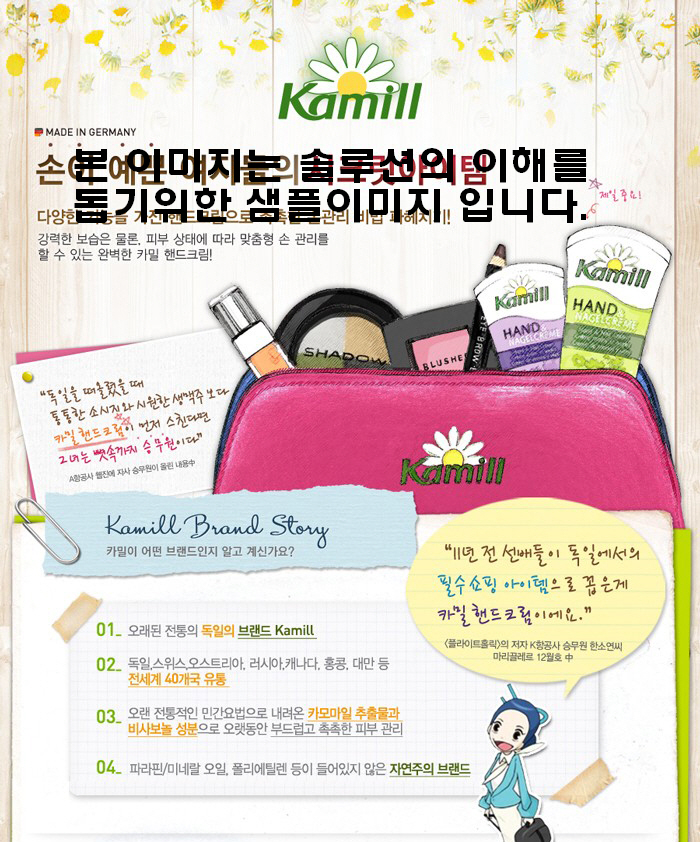 Kamill
MADE IN GERMANY
본 이미지는 솔루션의 이해를
돕기위한 샘플이미지 입니다.
제일중요!
강력한 보습은 물론, 피부 상태에 따라 맞춤형 손 관리를
할 수 있는 완벽한 카밀 핸드크림!
SHADOW
BLUSHES
EYE BROW
Kamill
HAND &
NAGELCREME
Kamill
HAND &
NAGELCREME
Kamill
“독일을 떠올렸을 때
통통한 소시지와 시원한 생맥주 보다
카밀핸드크림이 먼저 스친다면
그녀는 뼛속까지 승무원이다”
A항공사 웹진에 자사 승무원이 올린 내용中
Kamill Brand Story
카밀이 어떤 브랜드인지 알고 계신가요?
“11년 전 선배들이 독일에서의
필수쇼핑 아이템으로 꼽은게
카밀핸드크림이에요.”
<플라이트홀릭>의 저자 K항공사 승무원 한소연씨
마리끌레르 12월호 中
01_ 오래된 전통의 독일의 브랜드 Kamill
02_ 독일,스위스,오스트리아, 러시아,캐나다, 홍콩, 대만 등
전세계 40개국 유통
03_ 오랜 전통적인 민간요법으로 내려온 카모마일 추출물과
비사보놀 성분으로 오랫동안 부드럽고 촉촉한 피부 관리
04_ 파라핀/미네랄 오일, 폴리에틸렌 등이 들어있지 않은 자연주의 브랜드